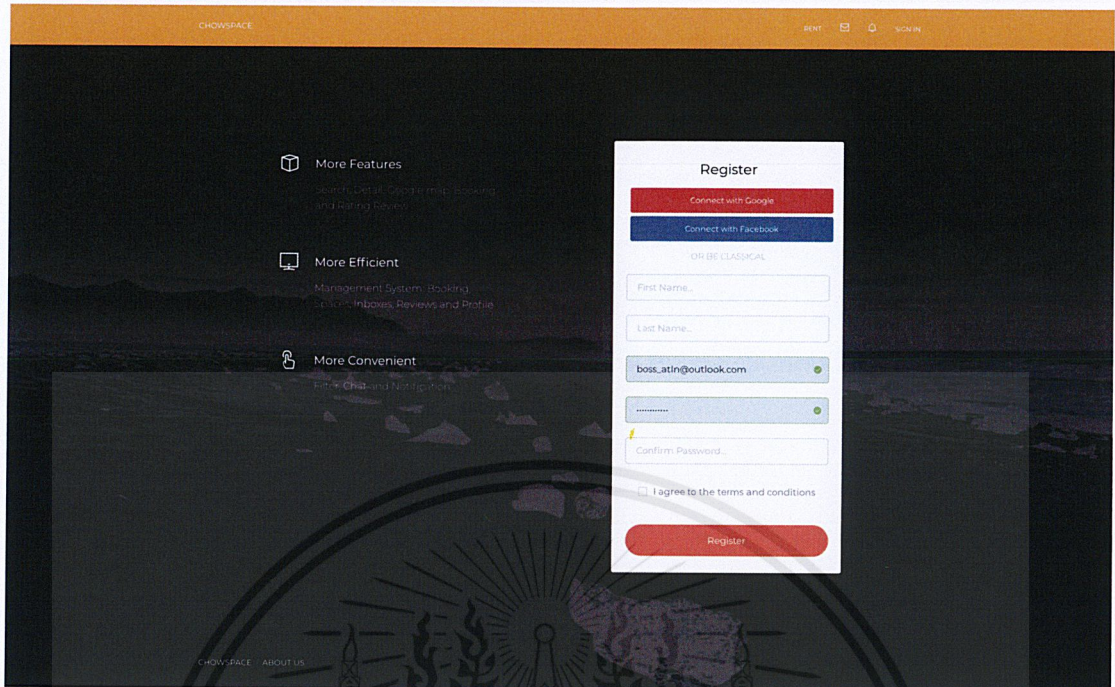 CHOWSPACE
RENT
SIGN IN
More Features
Search, Detail, Google map, Booking
and Rating Review
More Efficient
Management System: Booking,
Spaces, Inboxes, Reviews and Profile
More Convenient
Filter, Chat and Notification
Register
Connect with Google
Connect with Facebook
OR BE CLASSICAL
First Name...
Last Name...
boss_atln@outlook.com
............
Confirm Password...
I agree to the terms and conditions
Register
CHOWSPACE ABOUT US